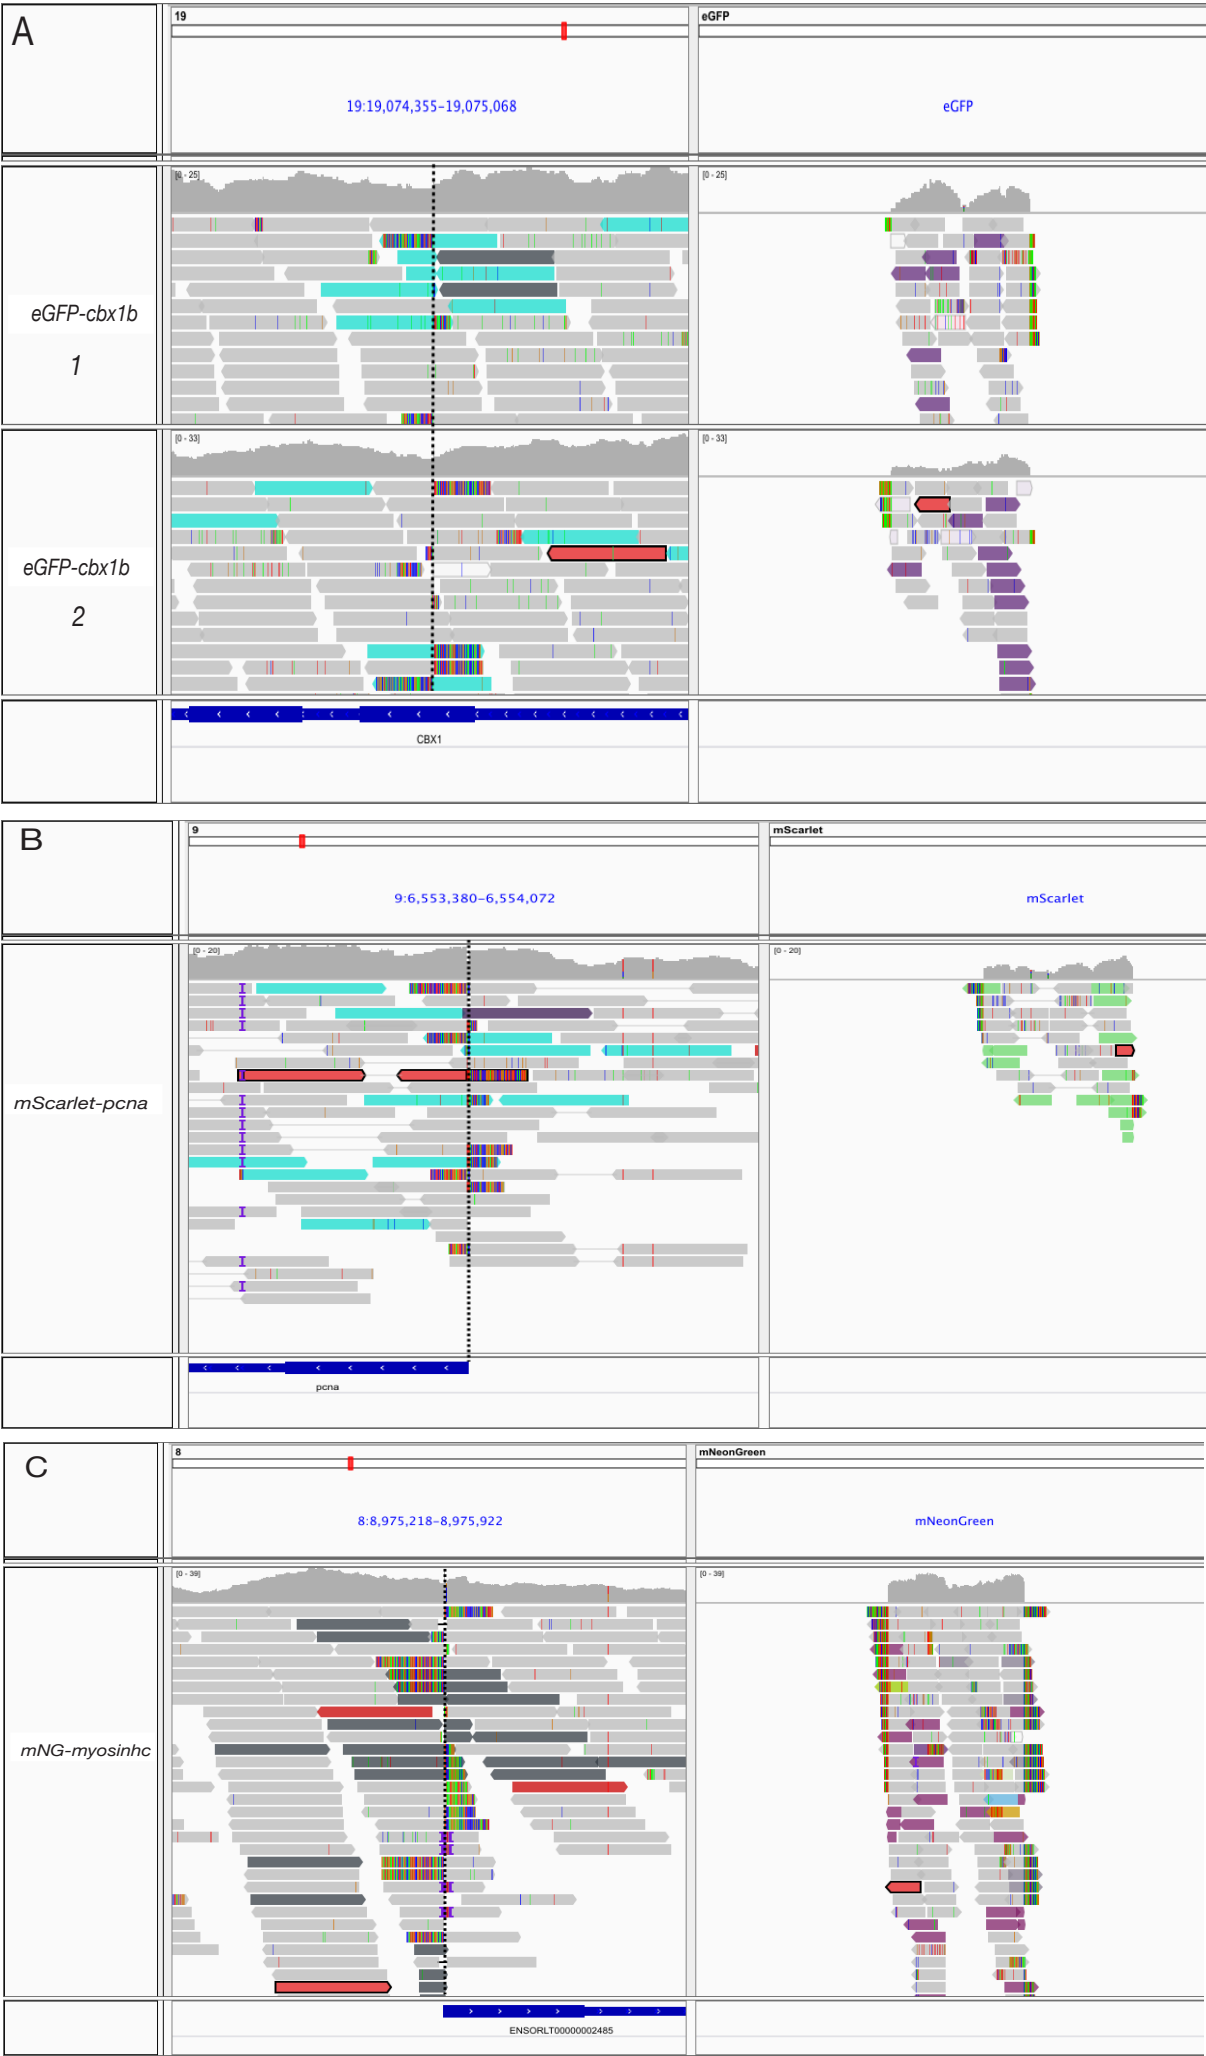 A
19
eGFP
19:19,074,355-19,075,068
eGFP
[0 - 25]
[0 - 25]
eGFP-cbx1b
1
[0 - 33]
[0 - 33]
eGFP-cbx1b
2
CBX1
B
9
mScarlet
9:6,553,380-6,554,072
mScarlet
[0 - 20]
[0 - 20]
mScarlet-pcna
pcna
C
8
mNeonGreen
8:8,975,218-8,975,922
mNeonGreen
[0 - 39]
[0 - 39]
mNG-myosinhc
ENSORLT00000002485